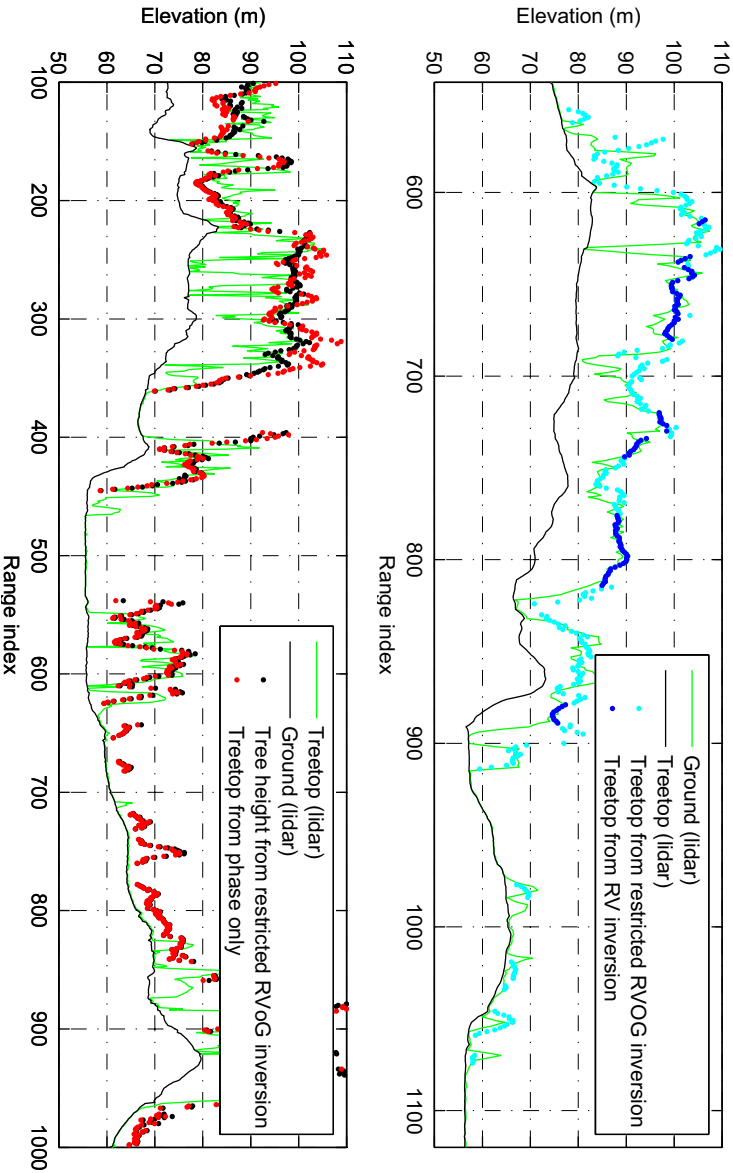 Elevation (m)
110
100
90
80
70
60
50
600 700 800 900 1000 1100
Range index
Ground (lidar)
Treetop (lidar)
Treetop from restricted RVOG inversion
Treetop from RV inversion
Elevation (m)
110
100
90
80
70
60
50
100 200 300 400 500 600 700 800 900 1000
Range index
Treetop (lidar)
Ground (lidar)
Tree height from restricted RVoG inversion
Treetop from phase only